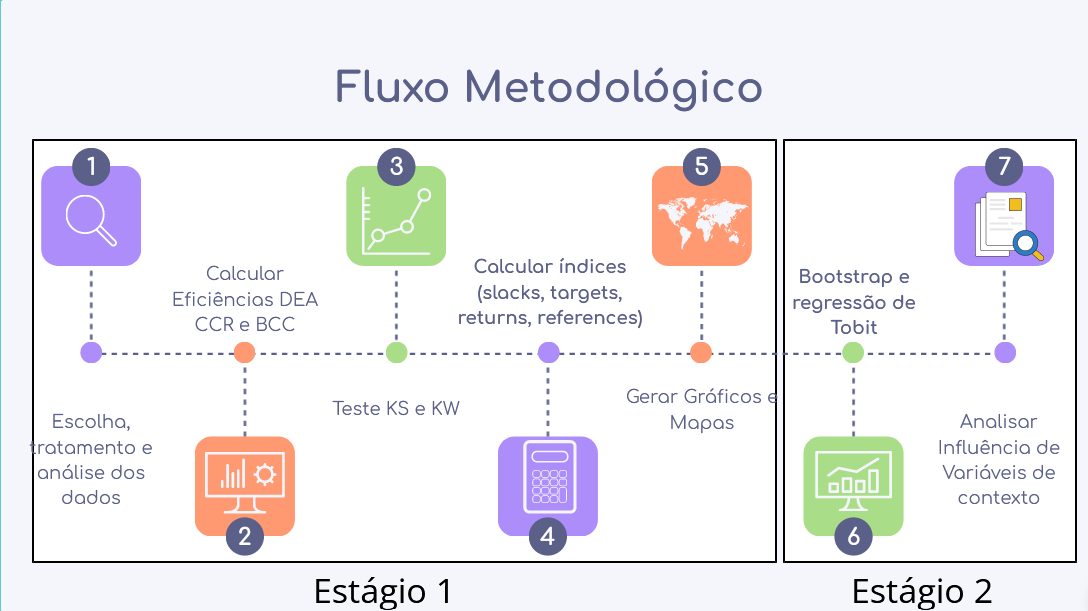 Fluxo Metodológico
1
Escolha,
tratamento e
análise dos
dados
Calcular
Eficiências DEA
CCR e BCC
2
3
Teste KS e KW
Calcular índices
(slacks, targets,
returns, references)
4
5
Gerar Gráficos e
Mapas
Bootstrap e
regressão de
Tobit
6
7
Analisar
Influência de
Variáveis de
contexto
Estágio 1
Estágio 2